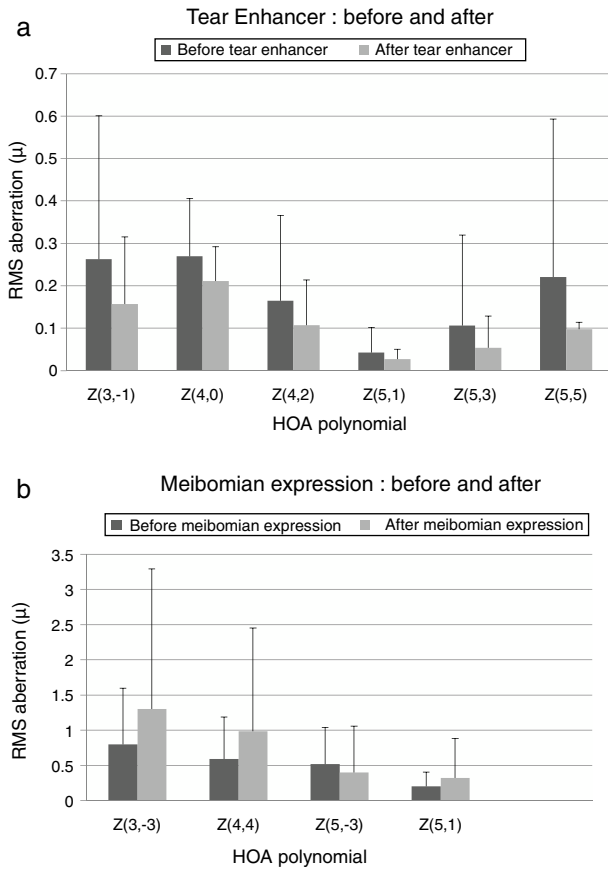 a
Tear Enhancer : before and after
Before tear enhancer After tear enhancer
RMS aberration (µ)
0.7
0.6
0.5
0.4
0.3
0.2
0.1
0
Z(3,-1) Z(4,0) Z(4,2) Z(5,1) Z(5,3) Z(5,5)
HOA polynomial
b
Meibomian expression : before and after
Before meibomian expression After meibomian expression
RMS aberration (µ)
3.5
3
2.5
2
1.5
1
0.5
0
Z(3,-3) Z(4,4) Z(5,-3) Z(5,1)
HOA polynomial